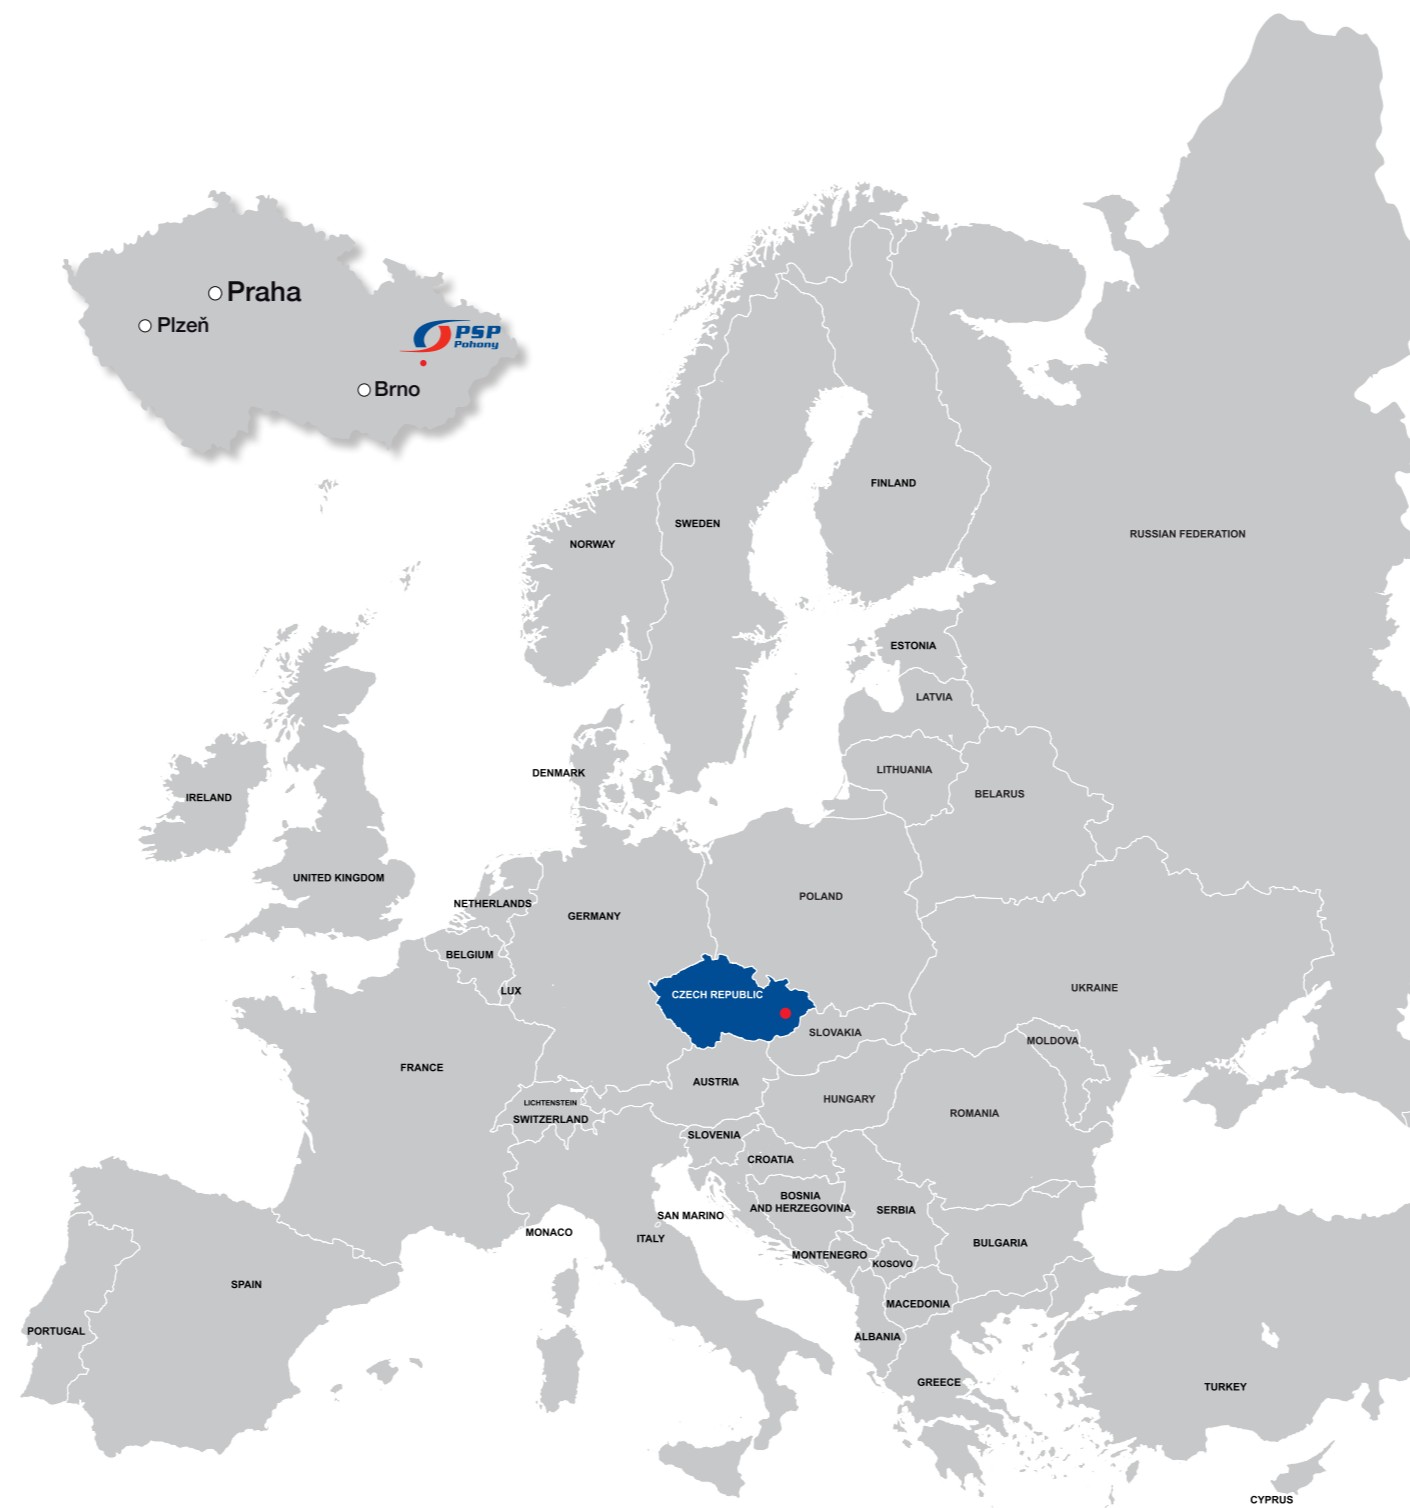 Praha
Plzeň
PSP
Pohony
Brno
FINLAND
SWEDEN
RUSSIAN FEDERATION
NORWAY
ESTONIA
LATVIA
LITHUANIA
DENMARK
BELARUS
IRELAND
UNITED KINGDOM
POLAND
NETHERLANDS
GERMANY
BELGIUM
UKRAINE
LUX
CZECH REPUBLIC
SLOVAKIA
MOLDOVA
FRANCE
AUSTRIA
LICHTENSTEIN
HUNGARY
ROMANIA
SWITZERLAND
SLOVENIA
CROATIA
BOSNIA
AND HERZEGOVINA
SERBIA
SAN MARINO
MONACO
ITALY
BULGARIA
MONTENEGRO
KOSOVO
SPAIN
MACEDONIA
PORTUGAL
ALBANIA
GREECE
TURKEY
CYPRUS